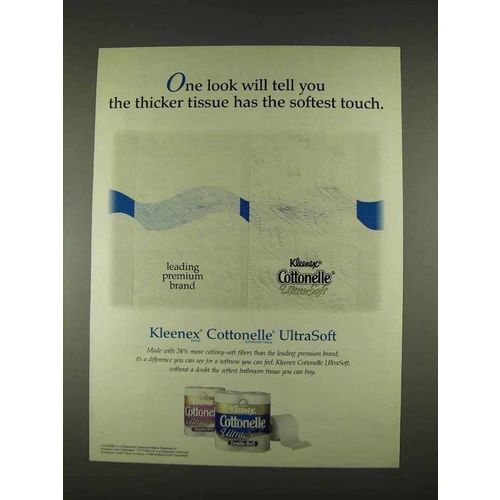 One look will tell you
the thicker tissue has the softest touch.
leading
premium
brand
Kleenex®
Cottonelle®
UltraSoft
Kleenex® Cottonelle® UltraSoft
Made with 24% more cottony-soft fibers than the leading premium brand,
it's a difference you can see for a softness you can feel. Kleenex Cottonelle UltraSoft,
without a doubt the softest bathroom tissue you can buy.
Cottonelle
Kleenex
Cottonelle
UltraSoft
Double Roll